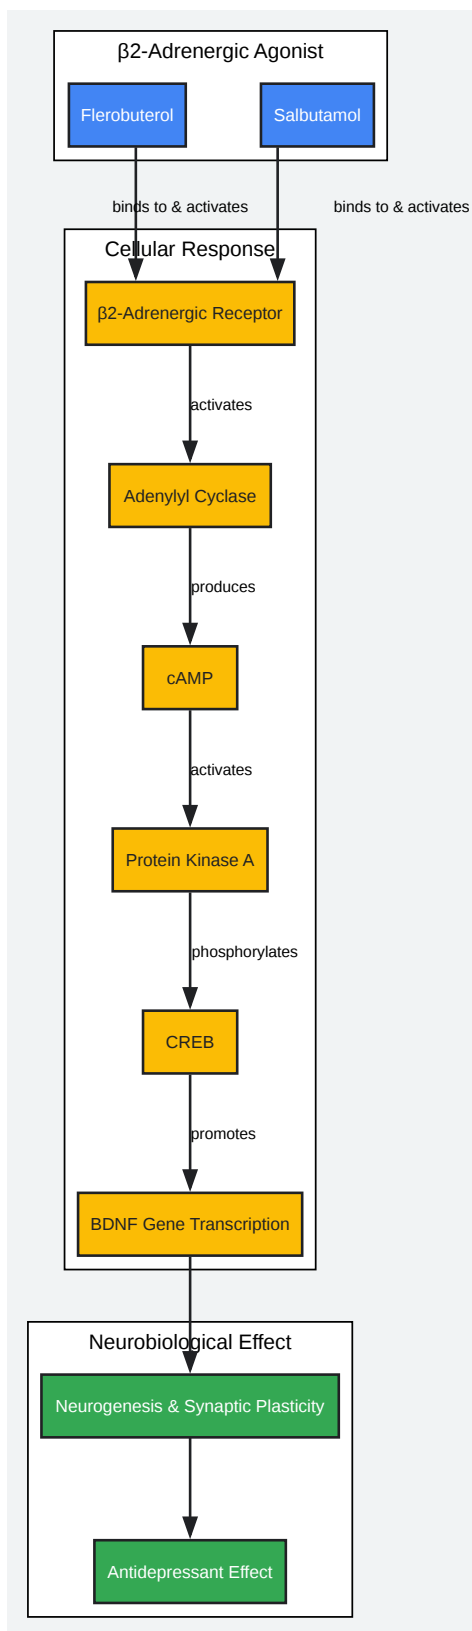 β2-Adrenergic Agonist
Flerobuterol
Salbutamol
binds to & activates
binds to & activates
Cellular Response
β2-Adrenergic Receptor
activates
Adenylyl Cyclase
produces
cAMP
activates
Protein Kinase A
phosphorylates
CREB
promotes
BDNF Gene Transcription
Neurobiological Effect
Neurogenesis & Synaptic Plasticity
Antidepressant Effect